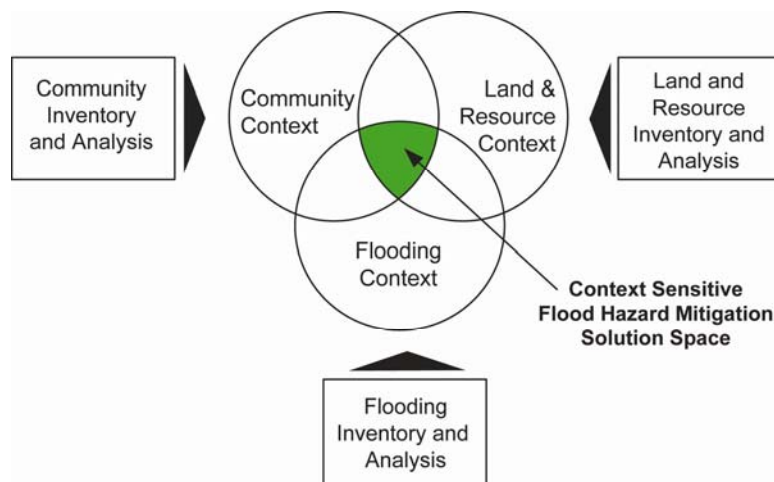 Community
Inventory
and Analysis
Community
Context
Land &
Resource
Context
Land and
Resource
Inventory and
Analysis
Flooding
Context
Context Sensitive
Flood Hazard Mitigation
Solution Space
Flooding
Inventory and
Analysis